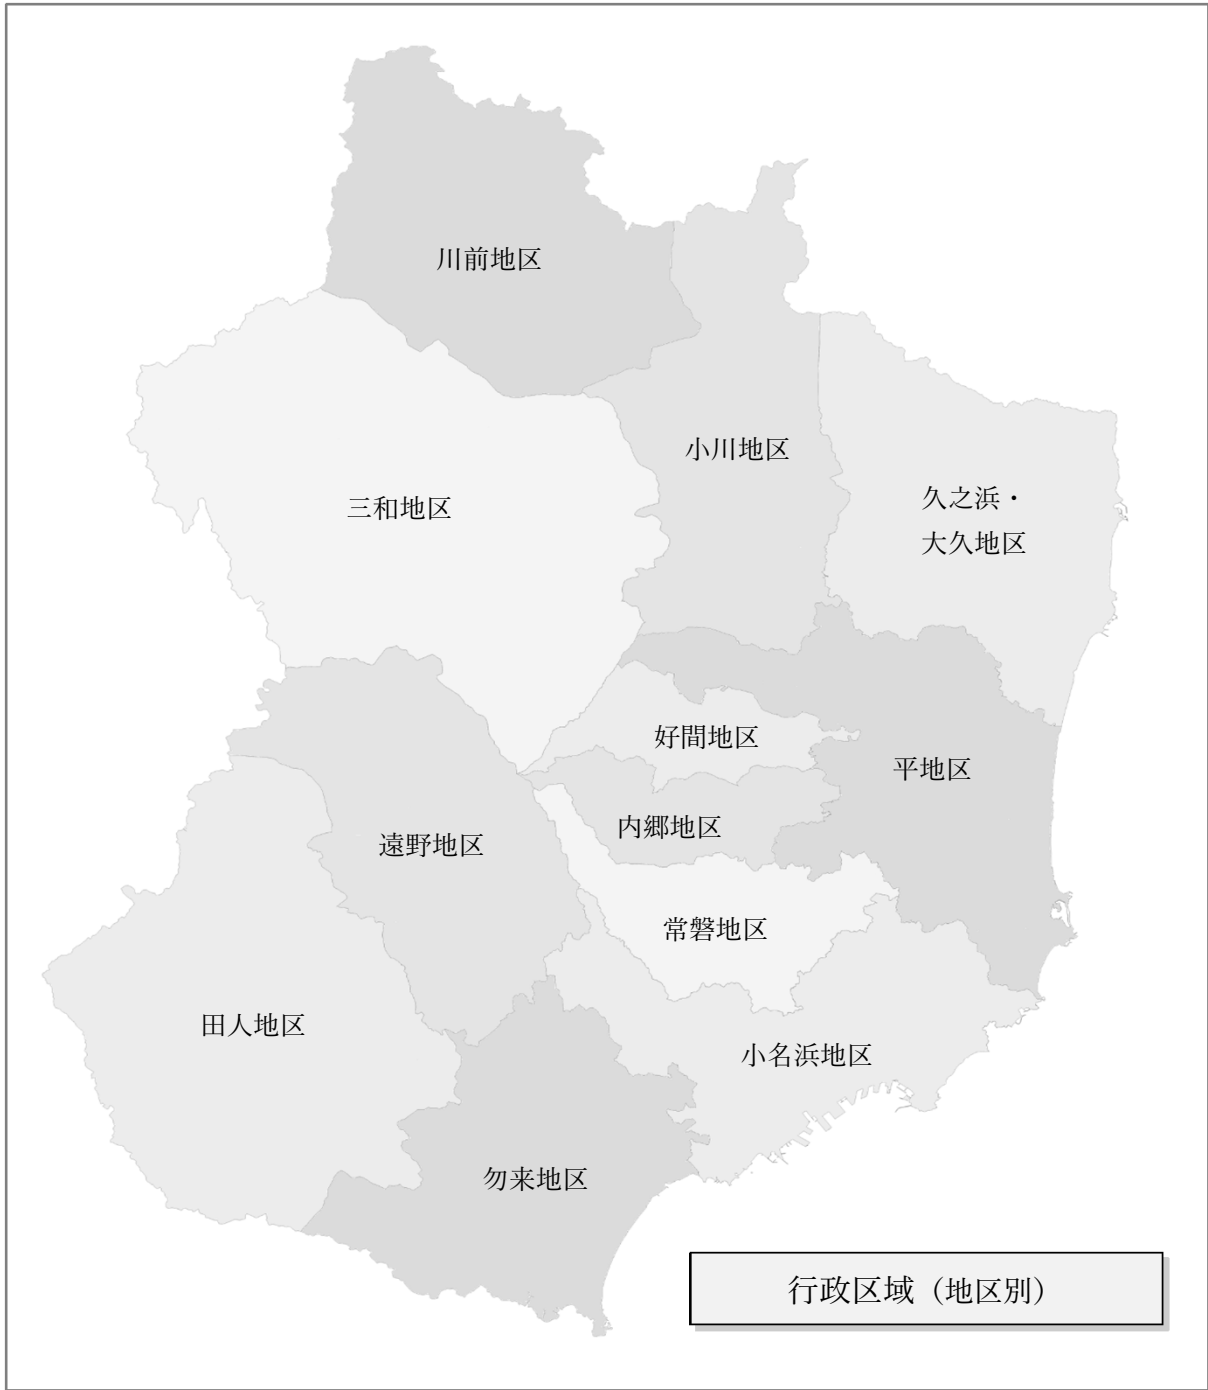 川前地区
小川地区
三和地区
久之浜・
大久地区
好間地区
平地区
内郷地区
遠野地区
常磐地区
田人地区
小名浜地区
勿来地区
行政区域（地区別）